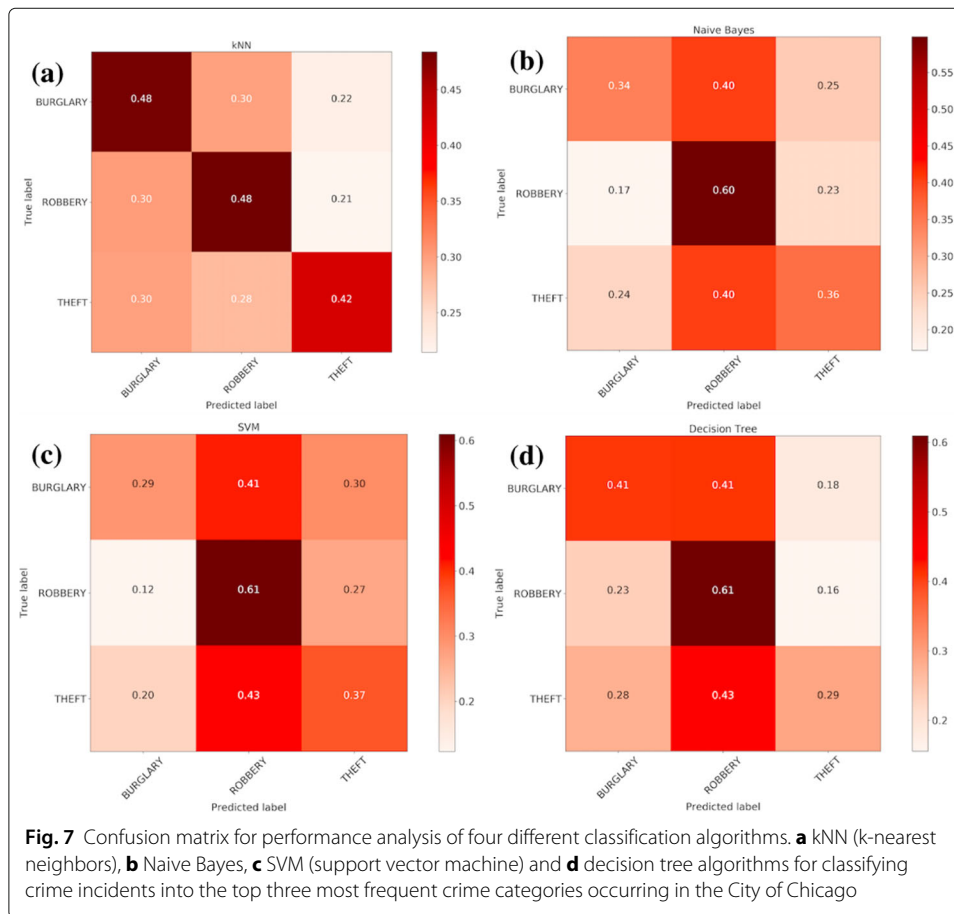 kNN
(a)
BURGLARY
ROBBERY
THEFT
True label
0.48 0.30 0.22
0.30 0.48 0.21
0.30 0.28 0.42
BURGLARY ROBBERY THEFT
Predicted label
0.45
0.40
0.35
0.30
0.25
Naive Bayes
(b)
BURGLARY
ROBBERY
THEFT
True label
0.34 0.40 0.25
0.17 0.60 0.23
0.24 0.40 0.36
BURGLARY ROBBERY THEFT
Predicted label
0.55
0.50
0.45
0.40
0.35
0.30
0.25
0.20
SVM
(c)
BURGLARY
ROBBERY
THEFT
True label
0.29 0.41 0.30
0.12 0.61 0.27
0.20 0.43 0.37
BURGLARY ROBBERY THEFT
Predicted label
0.6
0.5
0.4
0.3
0.2
Decision Tree
(d)
BURGLARY
ROBBERY
THEFT
True label
0.41 0.41 0.18
0.23 0.61 0.16
0.28 0.43 0.29
BURGLARY ROBBERY THEFT
Predicted label
0.6
0.5
0.4
0.3
0.2
Fig. 7 Confusion matrix for performance analysis of four different classification algorithms. a kNN (k-nearest
neighbors), b Naive Bayes, c SVM (support vector machine) and d decision tree algorithms for classifying
crime incidents into the top three most frequent crime categories occurring in the City of Chicago